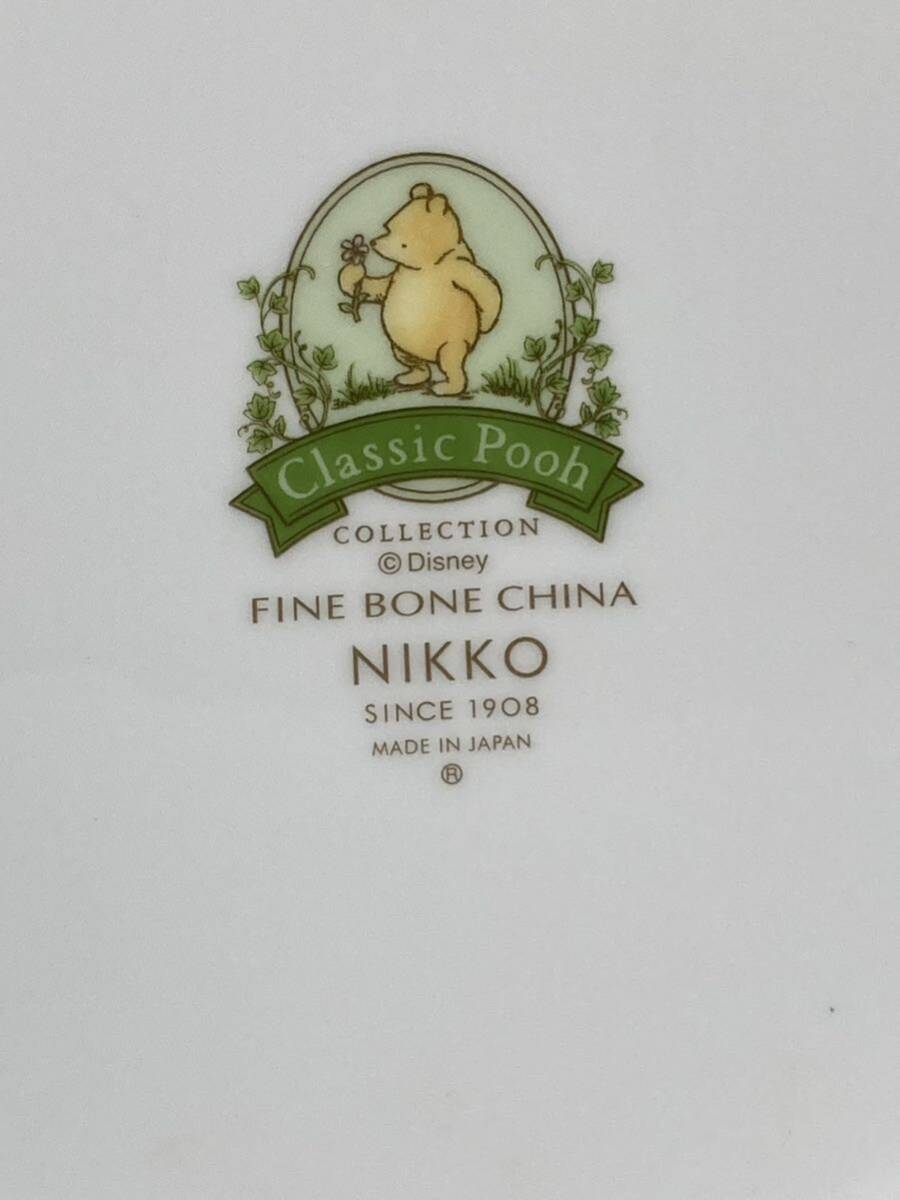 Classic Pooh
COLLECTION
© Disney
FINE BONE CHINA
NIKKO
SINCE 1908
MADE IN JAPAN
®